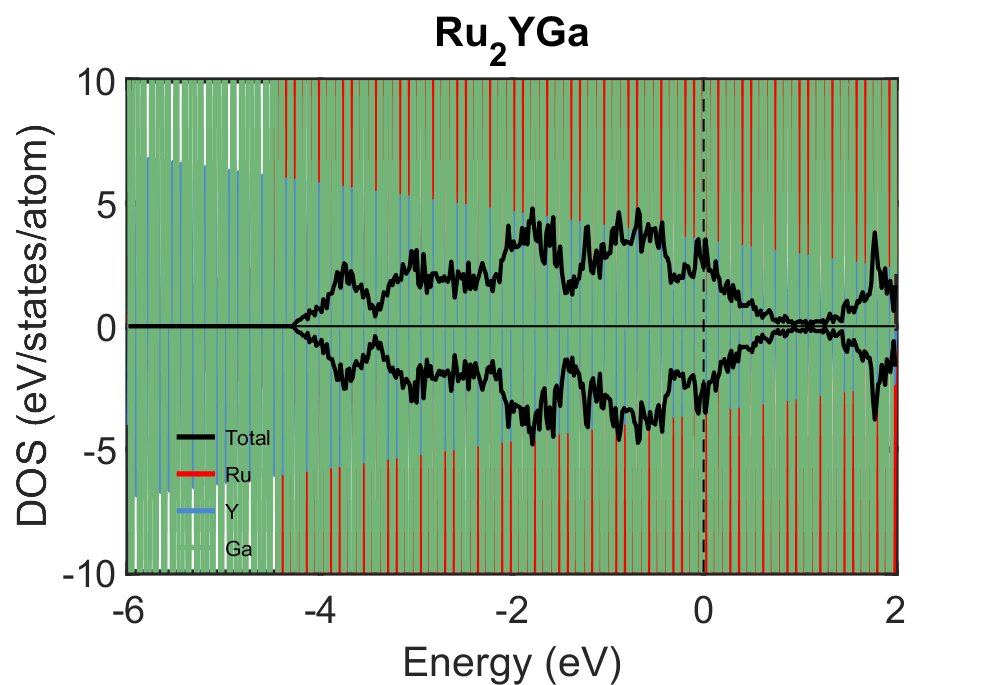 Ru₂YGa
10
5
0
-5
-10
DOS (eV/states/atom)
Total
Ru
Y
Ga
-6 -4 -2 0 2
Energy (eV)